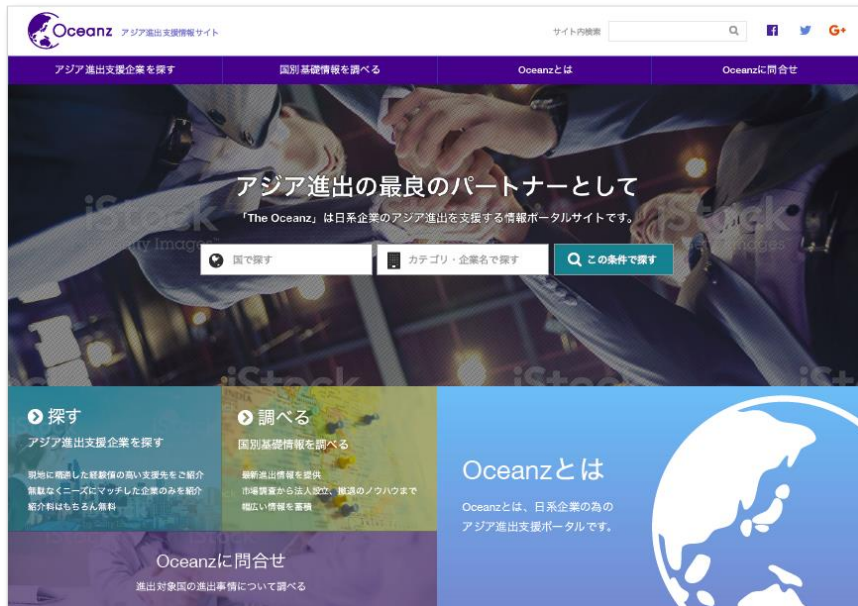 Oceanz アジア進出支援情報サイト
サイト内検索
G+
アジア進出支援企業を探す
国別基礎情報を調べる
Oceanzとは
Oceanzに問合せ
アジア進出の最良のパートナーとして
「The Oceanz」は日系企業のアジア進出を支援する情報ポータルサイトです。
国で探す
カテゴリ・企業名で探す
この条件で探す
iStock
iStock
iStock
探す
アジア進出支援企業を探す
現地に精通した経験値の高い支援先をご紹介
無駄なくニーズにマッチした企業のみを紹介
紹介料はもちろん無料
調べる
国別基礎情報を調べる
最新進出情報を提供
市場調査から法人設立、撤退のノウハウまで
幅広い情報を蓄積
Oceanzとは
Oceanzとは、日系企業の為の
アジア進出支援ポータルです。
Oceanzに問合せ
進出対象国の進出事情について調べる